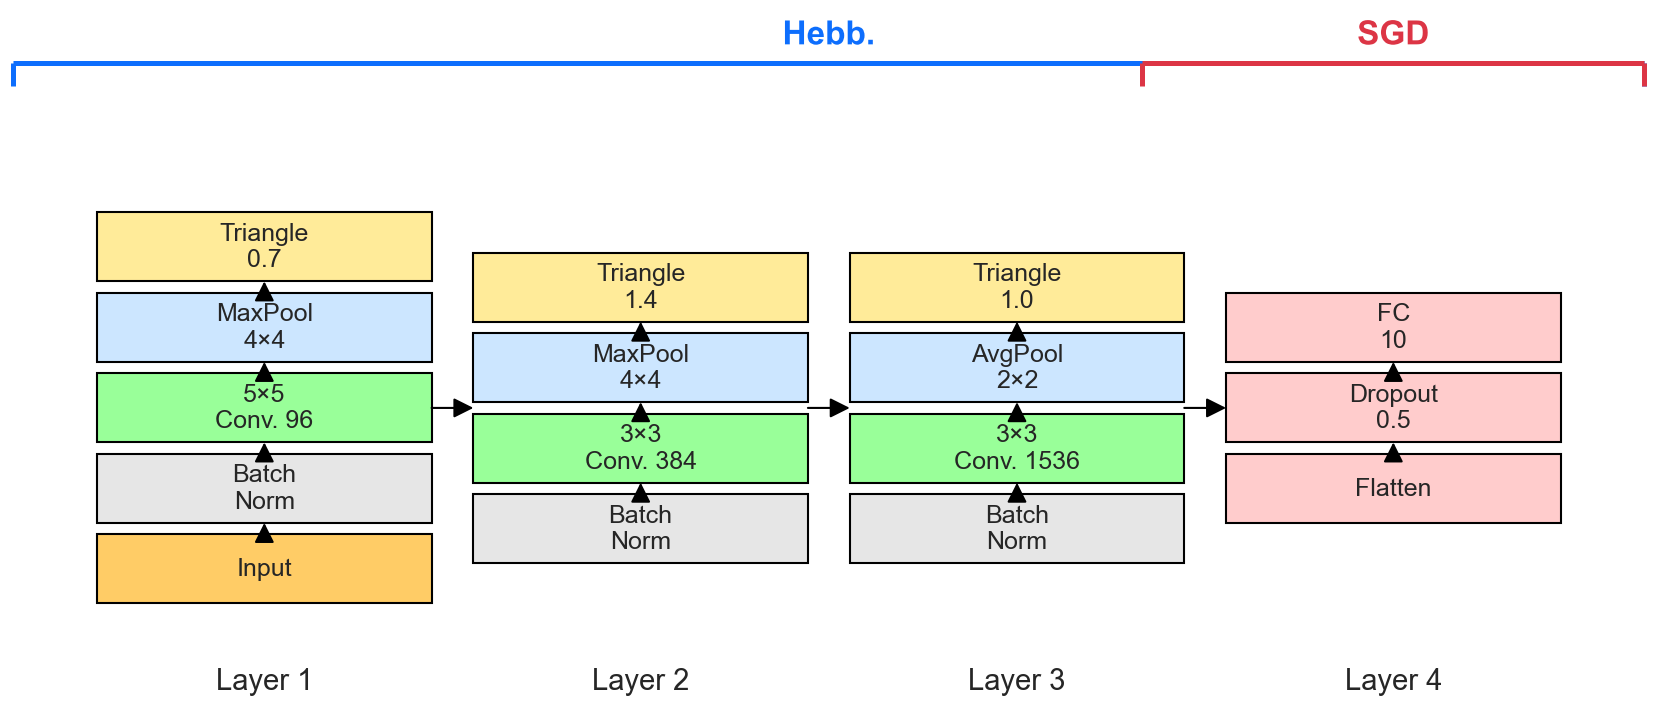 Hebb.
SGD
Triangle
0.7
MaxPool
4×4
5×5
Conv. 96
Batch
Norm
Input
Layer 1
Triangle
1.4
MaxPool
4×4
3×3
Conv. 384
Batch
Norm
Layer 2
Triangle
1.0
AvgPool
2×2
3×3
Conv. 1536
Batch
Norm
Layer 3
FC
10
Dropout
0.5
Flatten
Layer 4